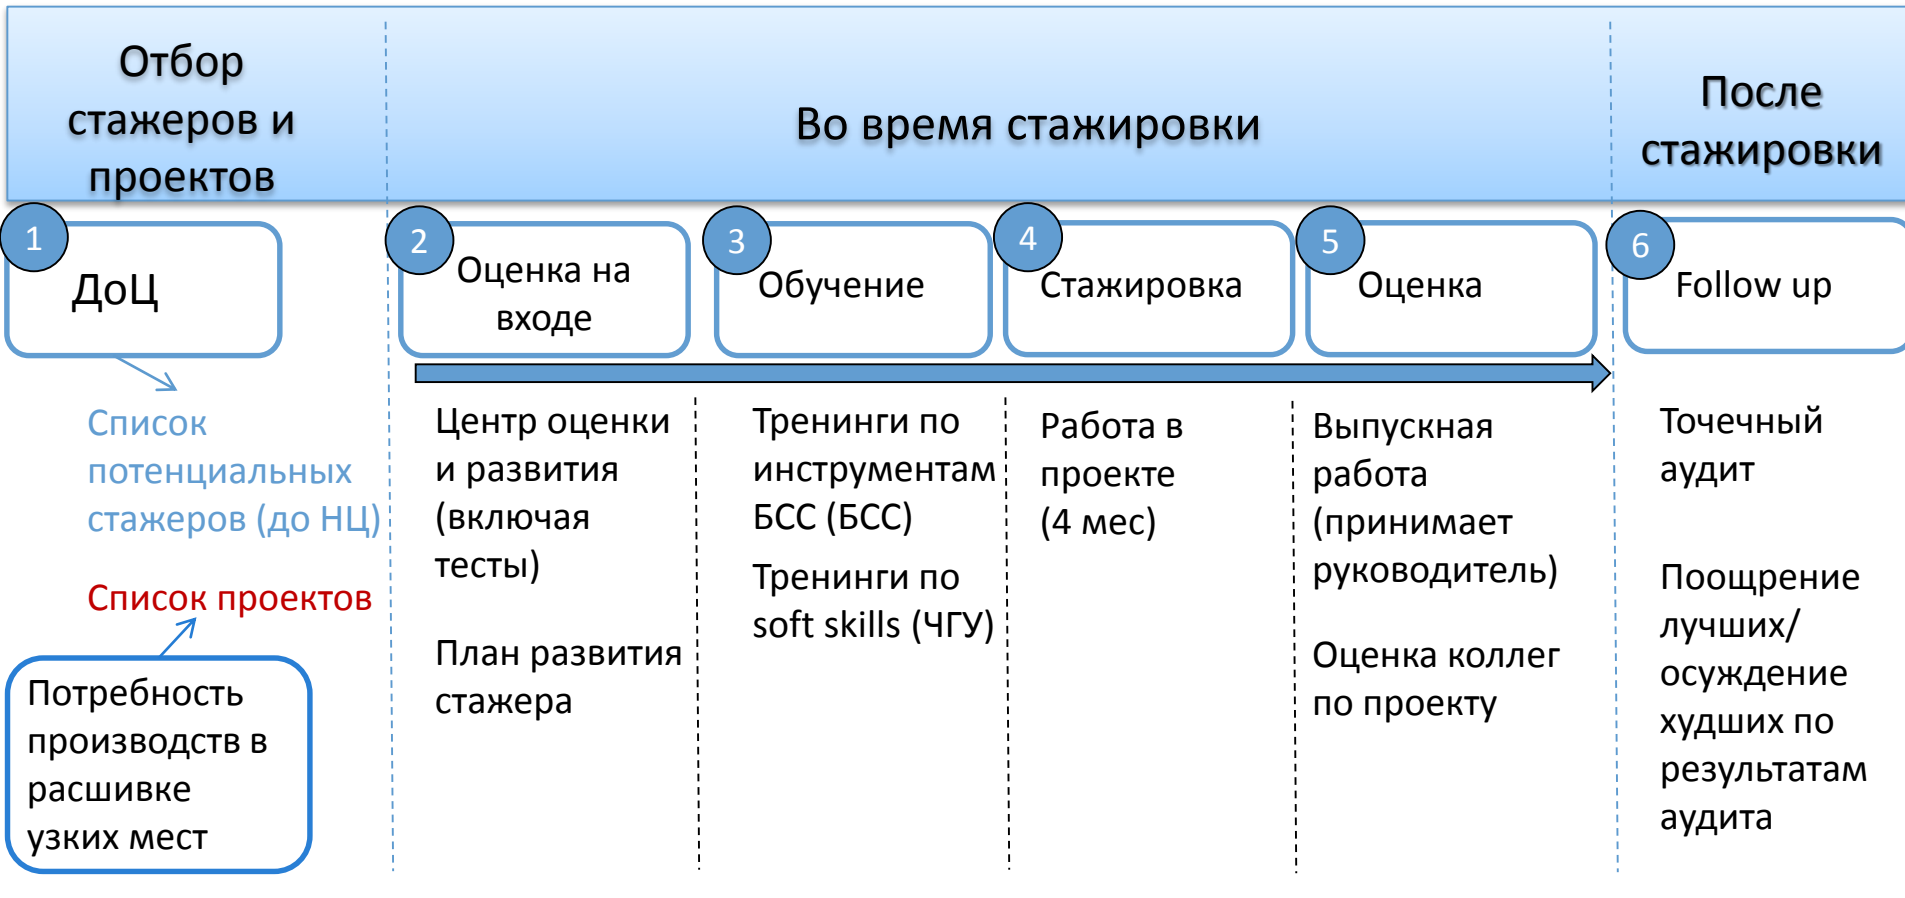 Отбор
стажеров и
проектов
Во время стажировки
После
стажировки
1
ДоЦ
2
Оценка на
входе
3
Обучение
4
Стажировка
5
Оценка
6
Follow up
Список
потенциальных
стажеров (до НЦ)
Список проектов
Потребность
производств в
расшивке
узких мест
Центр оценки
и развития
(включая
тесты)
План развития
стажера
Тренинги по
инструментам
БСС (БСС)
Тренинги по
soft skills (ЧГУ)
Работа в
проекте
(4 мес)
Выпускная
работа
(принимает
руководитель)
Оценка коллег
по проекту
Точечный
аудит
Поощрение
лучших/
осуждение
худших по
результатам
аудита